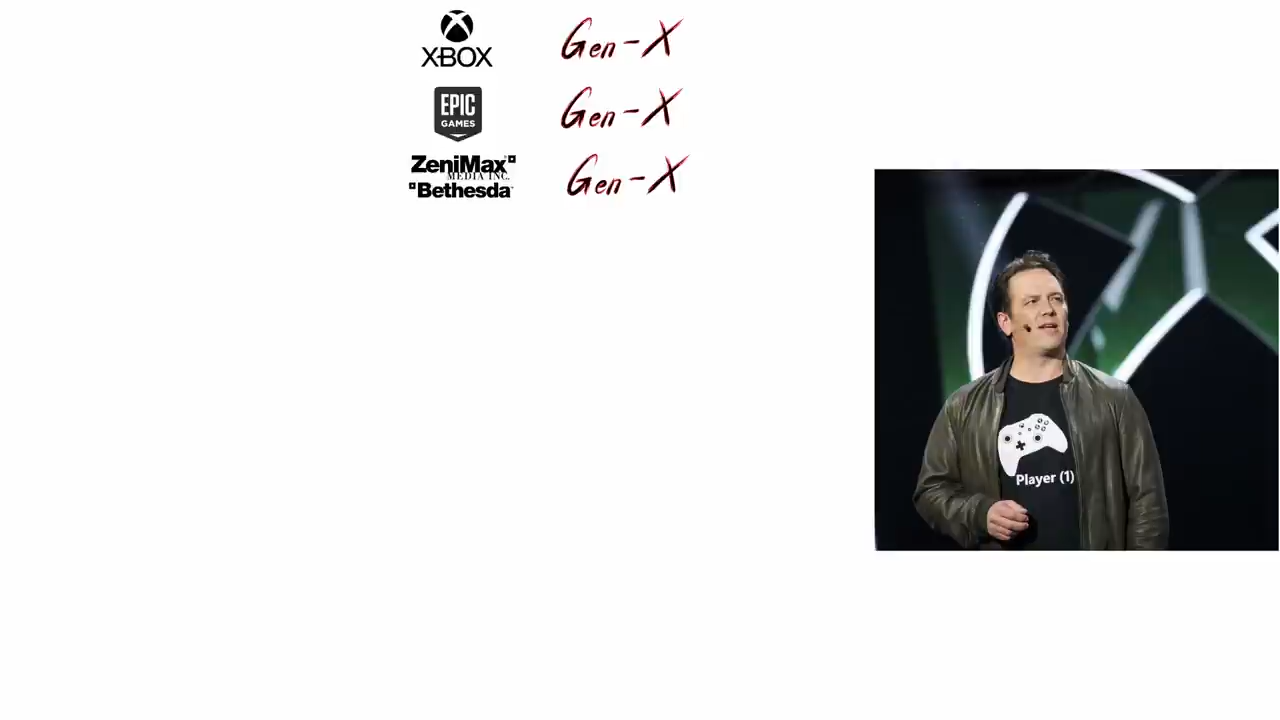 XBOX Gen-X
EPIC GAMES Gen-X
ZeniMax MEDIA INC. Bethesda Gen-X
Player (1)